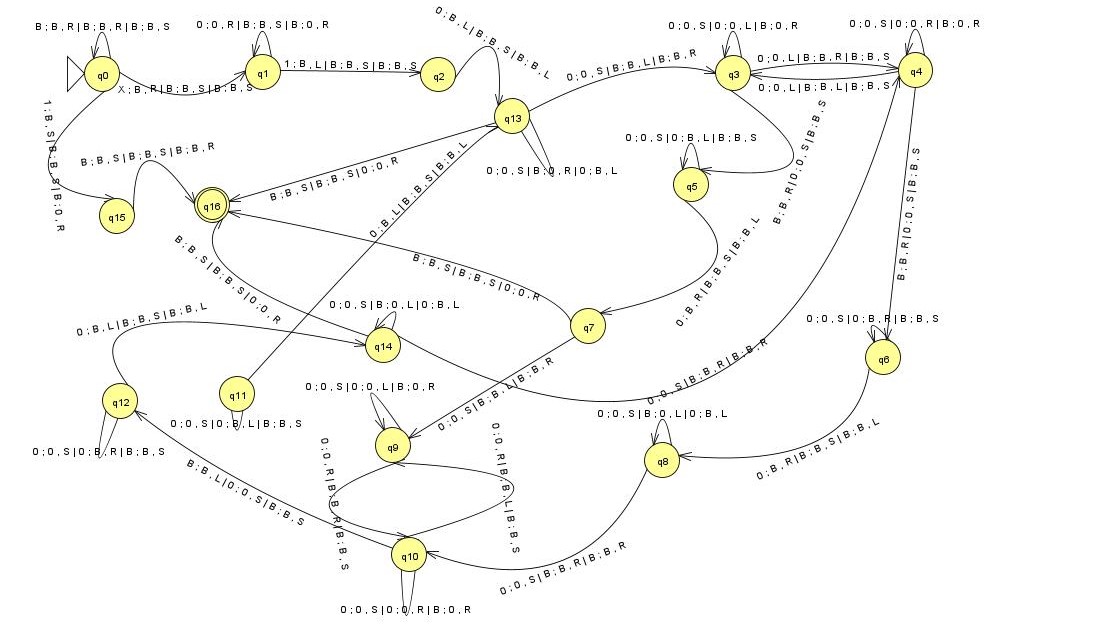 B;B,R|B;B,R|B;B,S
0;0,R|B;B,S|B;0,R
0;B,L|B;B,S|B;B,L
0;0,S|0;0,L|B;0,R
0;0,S|0;0,R|B;0,R
q0
q1
1;B,L|B;B,S|B;B,S
q2
0;0,S|B;B,L|B;B,R
q3
0;0,L|B;B,R|B;B,S
0;0,L|B;B,L|B;B,S
q4
X;B,R|B;B,S|B;B,S
q13
1;B,S|B;B,S|B;0,R
B;B,S|B;B,S|B;B,R
0;0,S|0;B,L|B;B,S
B;B,R|0;0,S|B;B,S
B;B,R|0;0,S|B;B,S
0;0,S|B;0,R|0;B,L
q5
B;B,S|B;B,S|0;0,R
0;B,L|B;B,S|B;B,L
q15
q16
B;B,S|B;B,S|0;0,R
B;B,S|B;B,S|0;0,R
0;B,R|B;B,S|B;B,L
0;0,S|B;0,L|0;B,L
0;B,L|B;B,S|B;B,L
q14
q7
0;0,S|0;B,R|B;B,S
q6
0;0,S|B;B,R|B;B,R
0;0,S|0;0,L|B;0,R
0;0,S|B;B,L|B;B,R
q12
q11
0;0,S|0;B,L|B;B,S
0;0,S|B;0,L|0;B,L
0;0,S|0;B,R|B;B,S
q9
q8
0;B,R|B;B,S|B;B,L
B;B,L|0;0,S|B;B,S
0;0,R|B;B,R|B;B,S
0;0,R|B;B,L|B;B,S
q10
0;0,S|B;B,R|B;B,R
0;0,S|0;0,R|B;0,R